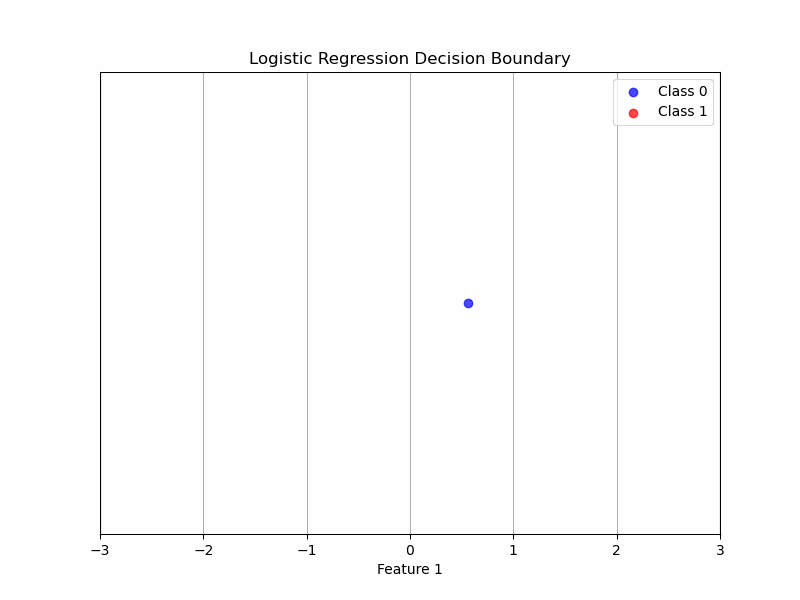 Logistic Regression Decision Boundary
Class 0
Class 1
−3 −2 −1 0 1 2 3
Feature 1